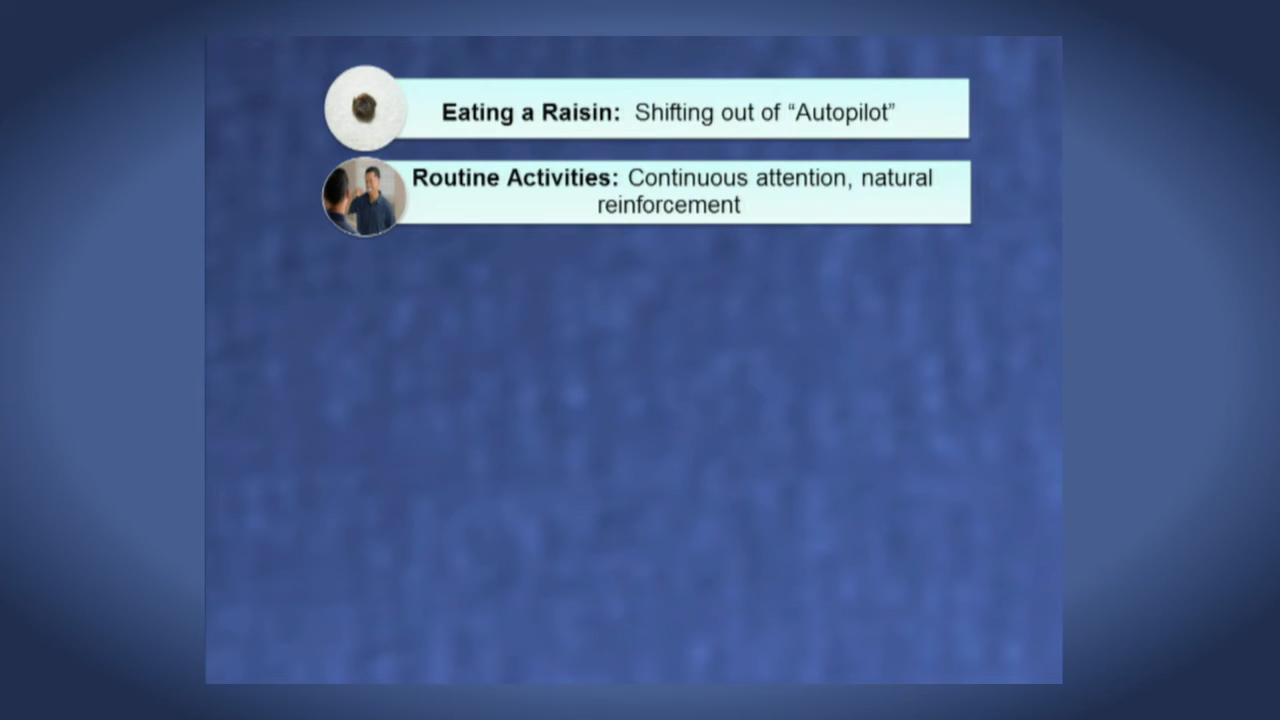 Eating a Raisin: Shifting out of “Autopilot”
Routine Activities: Continuous attention, natural
reinforcement